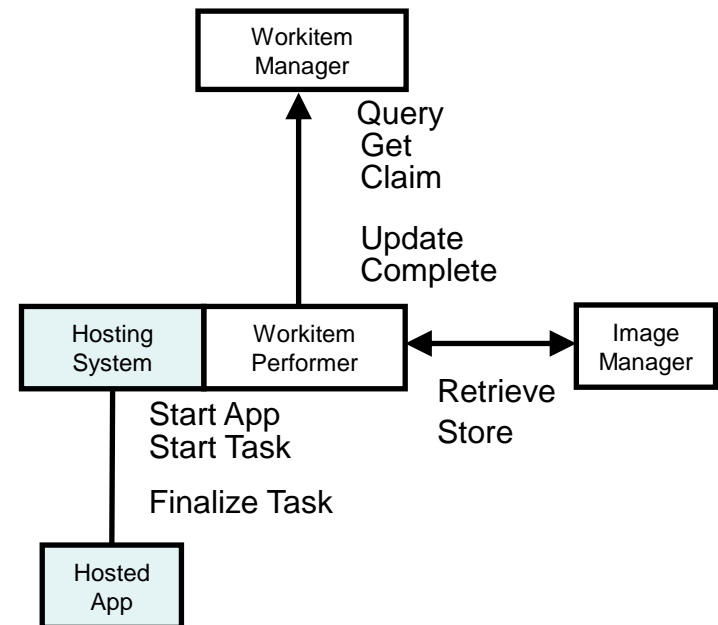 Workitem
Manager
Query
Get
Claim
Update
Complete
Hosting
System
Workitem
Performer
Image
Manager
Retrieve
Store
Start App
Start Task
Finalize Task
Hosted
App